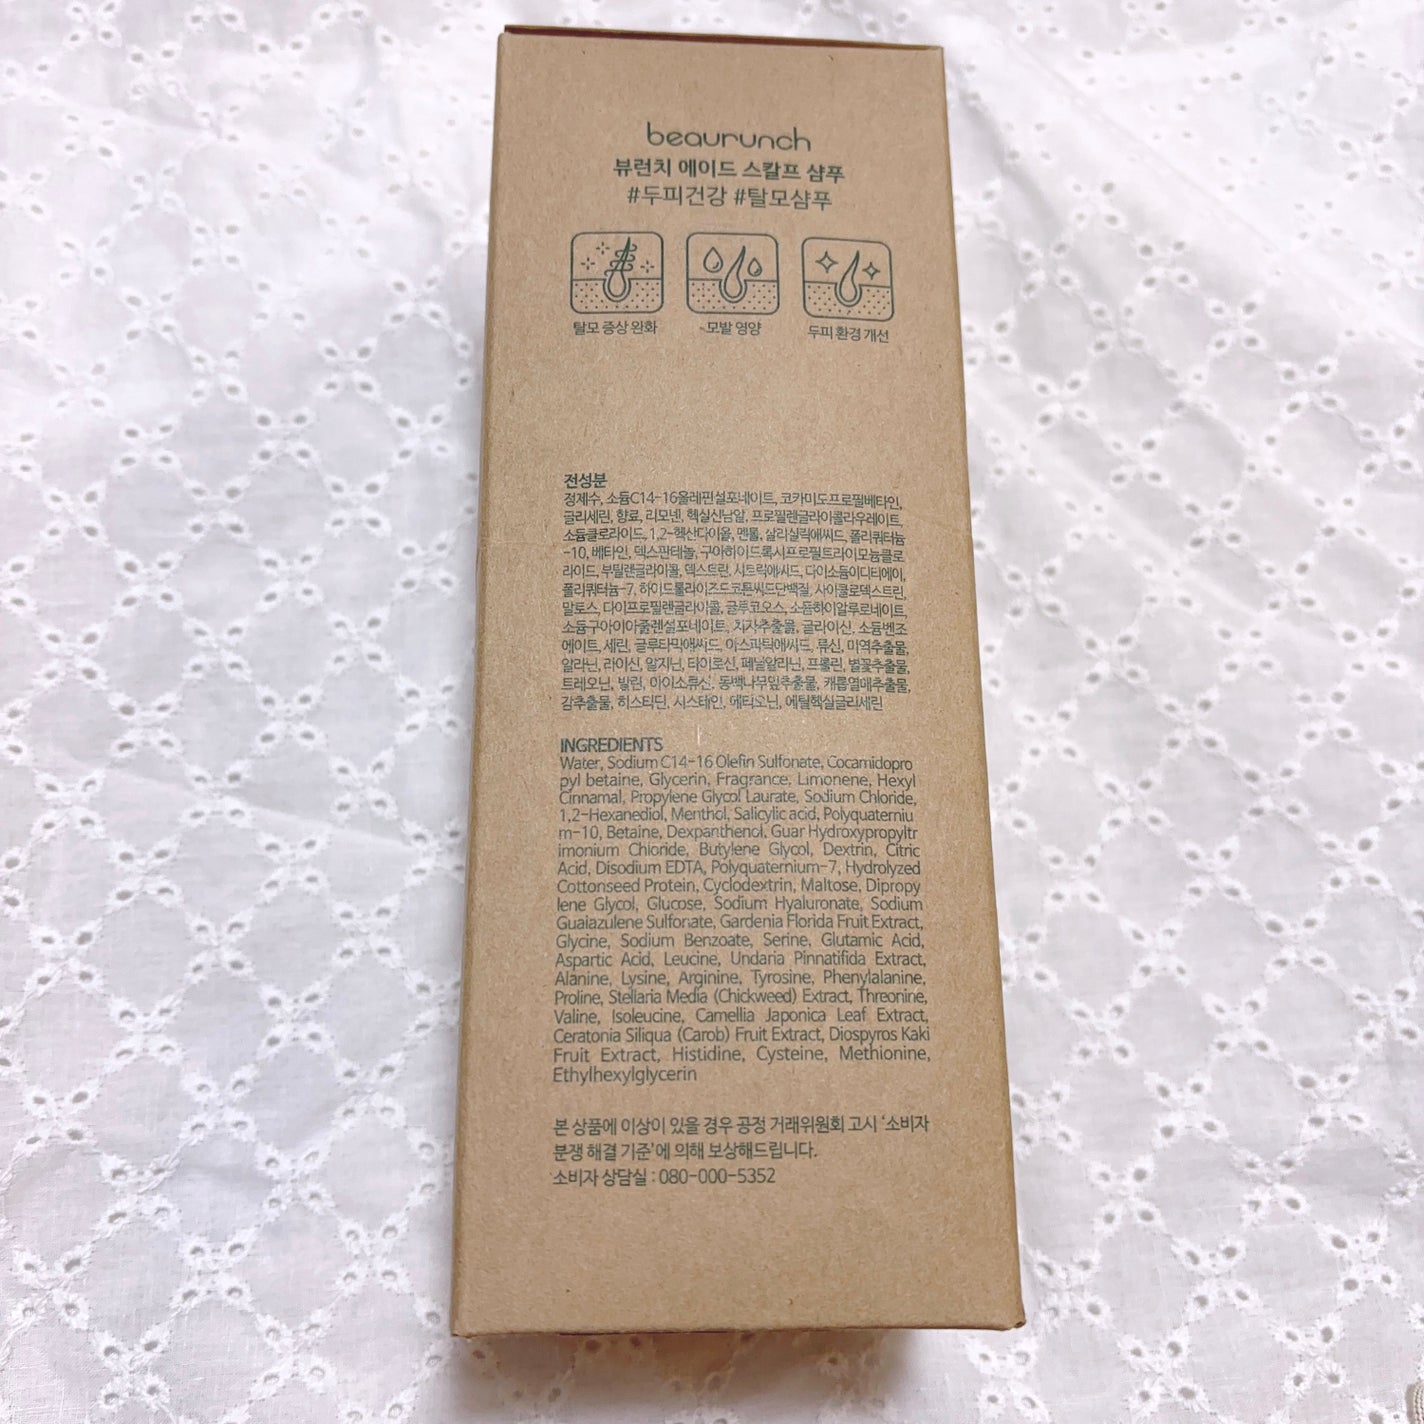 beaurunch
뷰런치 에이드 스칼프 샴푸
#두피건강 #탈모샴푸
탈모 증상 완화
모발 영양
두피 환경 개선
전성분
정제수, 소듐C14-16올레핀설포네이트, 코카미도프로필베타인,
글리세린, 향료, 리모넨, 헥실신남알, 프로필렌글라이콜라우레이트,
소듐클로라이드, 1,2-헥산다이올, 멘톨, 살리실릭애씨드, 폴리쿼터늄
-10, 베타인, 덱스판테놀, 구아하이드록시프로필트라이모늄클로
라이드, 부틸렌글라이콜, 덱스트린, 시트릭애씨드, 다이소듐이디티에이,
폴리쿼터늄-7, 하이드롤라이즈드코튼씨드단백질, 사이클로덱스트린,
말토스, 다이프로필렌글라이콜, 글루코오스, 소듐하이알루로네이트,
소듐구아이아줄렌설포네이트, 치자추출물, 글라이신, 소듐벤조
에이트, 세린, 글루타믹애씨드, 아스파틱애씨드, 류신, 미역추출물,
알라닌, 라이신, 알지닌, 타이로신, 페닐알라닌, 프롤린, 별꽃추출물,
트레오닌, 발린, 아이소류신, 동백나무잎추출물, 캐롭열매추출물,
감추출물, 히스티딘, 시스테인, 메티오닌, 에틸헥실글리세린
INGREDIENTS
Water, Sodium C14-16 Olefin Sulfonate, Cocamidopro
pyl betaine, Glycerin, Fragrance, Limonene, Hexyl
Cinnamal, Propylene Glycol Laurate, Sodium Chloride,
1,2-Hexanediol, Menthol, Salicylic acid, Polyquaterniu
m-10, Betaine, Dexpanthenol, Guar Hydroxypropyltr
imonium Chloride, Butylene Glycol, Dextrin, Citric
Acid, Disodium EDTA, Polyquaternium-7, Hydrolyzed
Cottonseed Protein, Cyclodextrin, Maltose, Dipropy
lene Glycol, Glucose, Sodium Hyaluronate, Sodium
Guaiazulene Sulfonate, Gardenia Florida Fruit Extract,
Glycine, Sodium Benzoate, Serine, Glutamic Acid,
Aspartic Acid, Leucine, Undaria Pinnatifida Extract,
Alanine, Lysine, Arginine, Tyrosine, Phenylalanine,
Proline, Stellaria Media (Chickweed) Extract, Threonine,
Valine, Isoleucine, Camellia Japonica Leaf Extract,
Ceratonia Siliqua (Carob) Fruit Extract, Diospyros Kaki
Fruit Extract, Histidine, Cysteine, Methionine,
Ethylhexylglycerin
본 상품에 이상이 있을 경우 공정 거래위원회 고시 ‘소비자
분쟁 해결 기준’에 의해 보상해드립니다.
소비자 상담실 : 080-000-5352